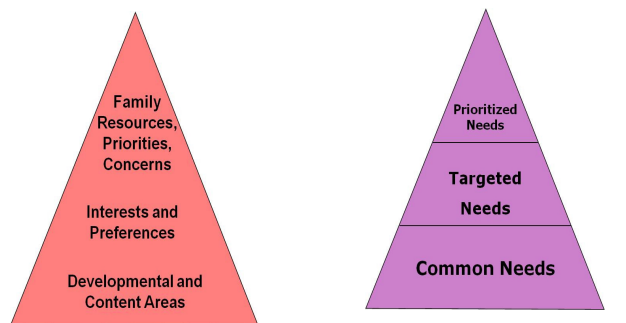 Family
Resources,
Priorities,
Concerns
Interests and
Preferences
Developmental and
Content Areas
Prioritized
Needs
Targeted
Needs
Common Needs